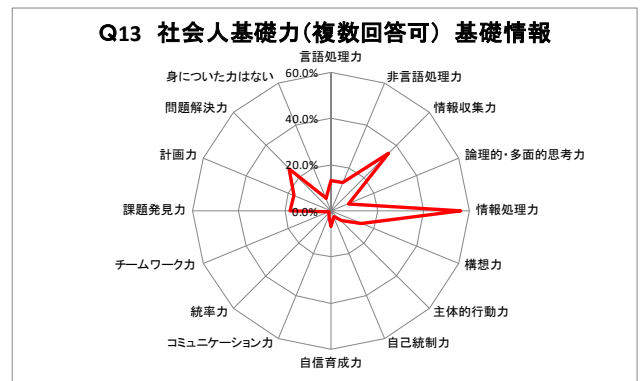 Q13 社会人基礎力(複数回答可) 基礎情報
言語処理力
非言語処理力
情報収集力
論理的・多面的思考力
情報処理力
構想力
主体的行動力
自己統制力
自信育成力
コミュニケーション力
統率力
チームワーク力
課題発見力
計画力
問題解決力
身についた力はない
60.0%
40.0%
20.0%
0.0%